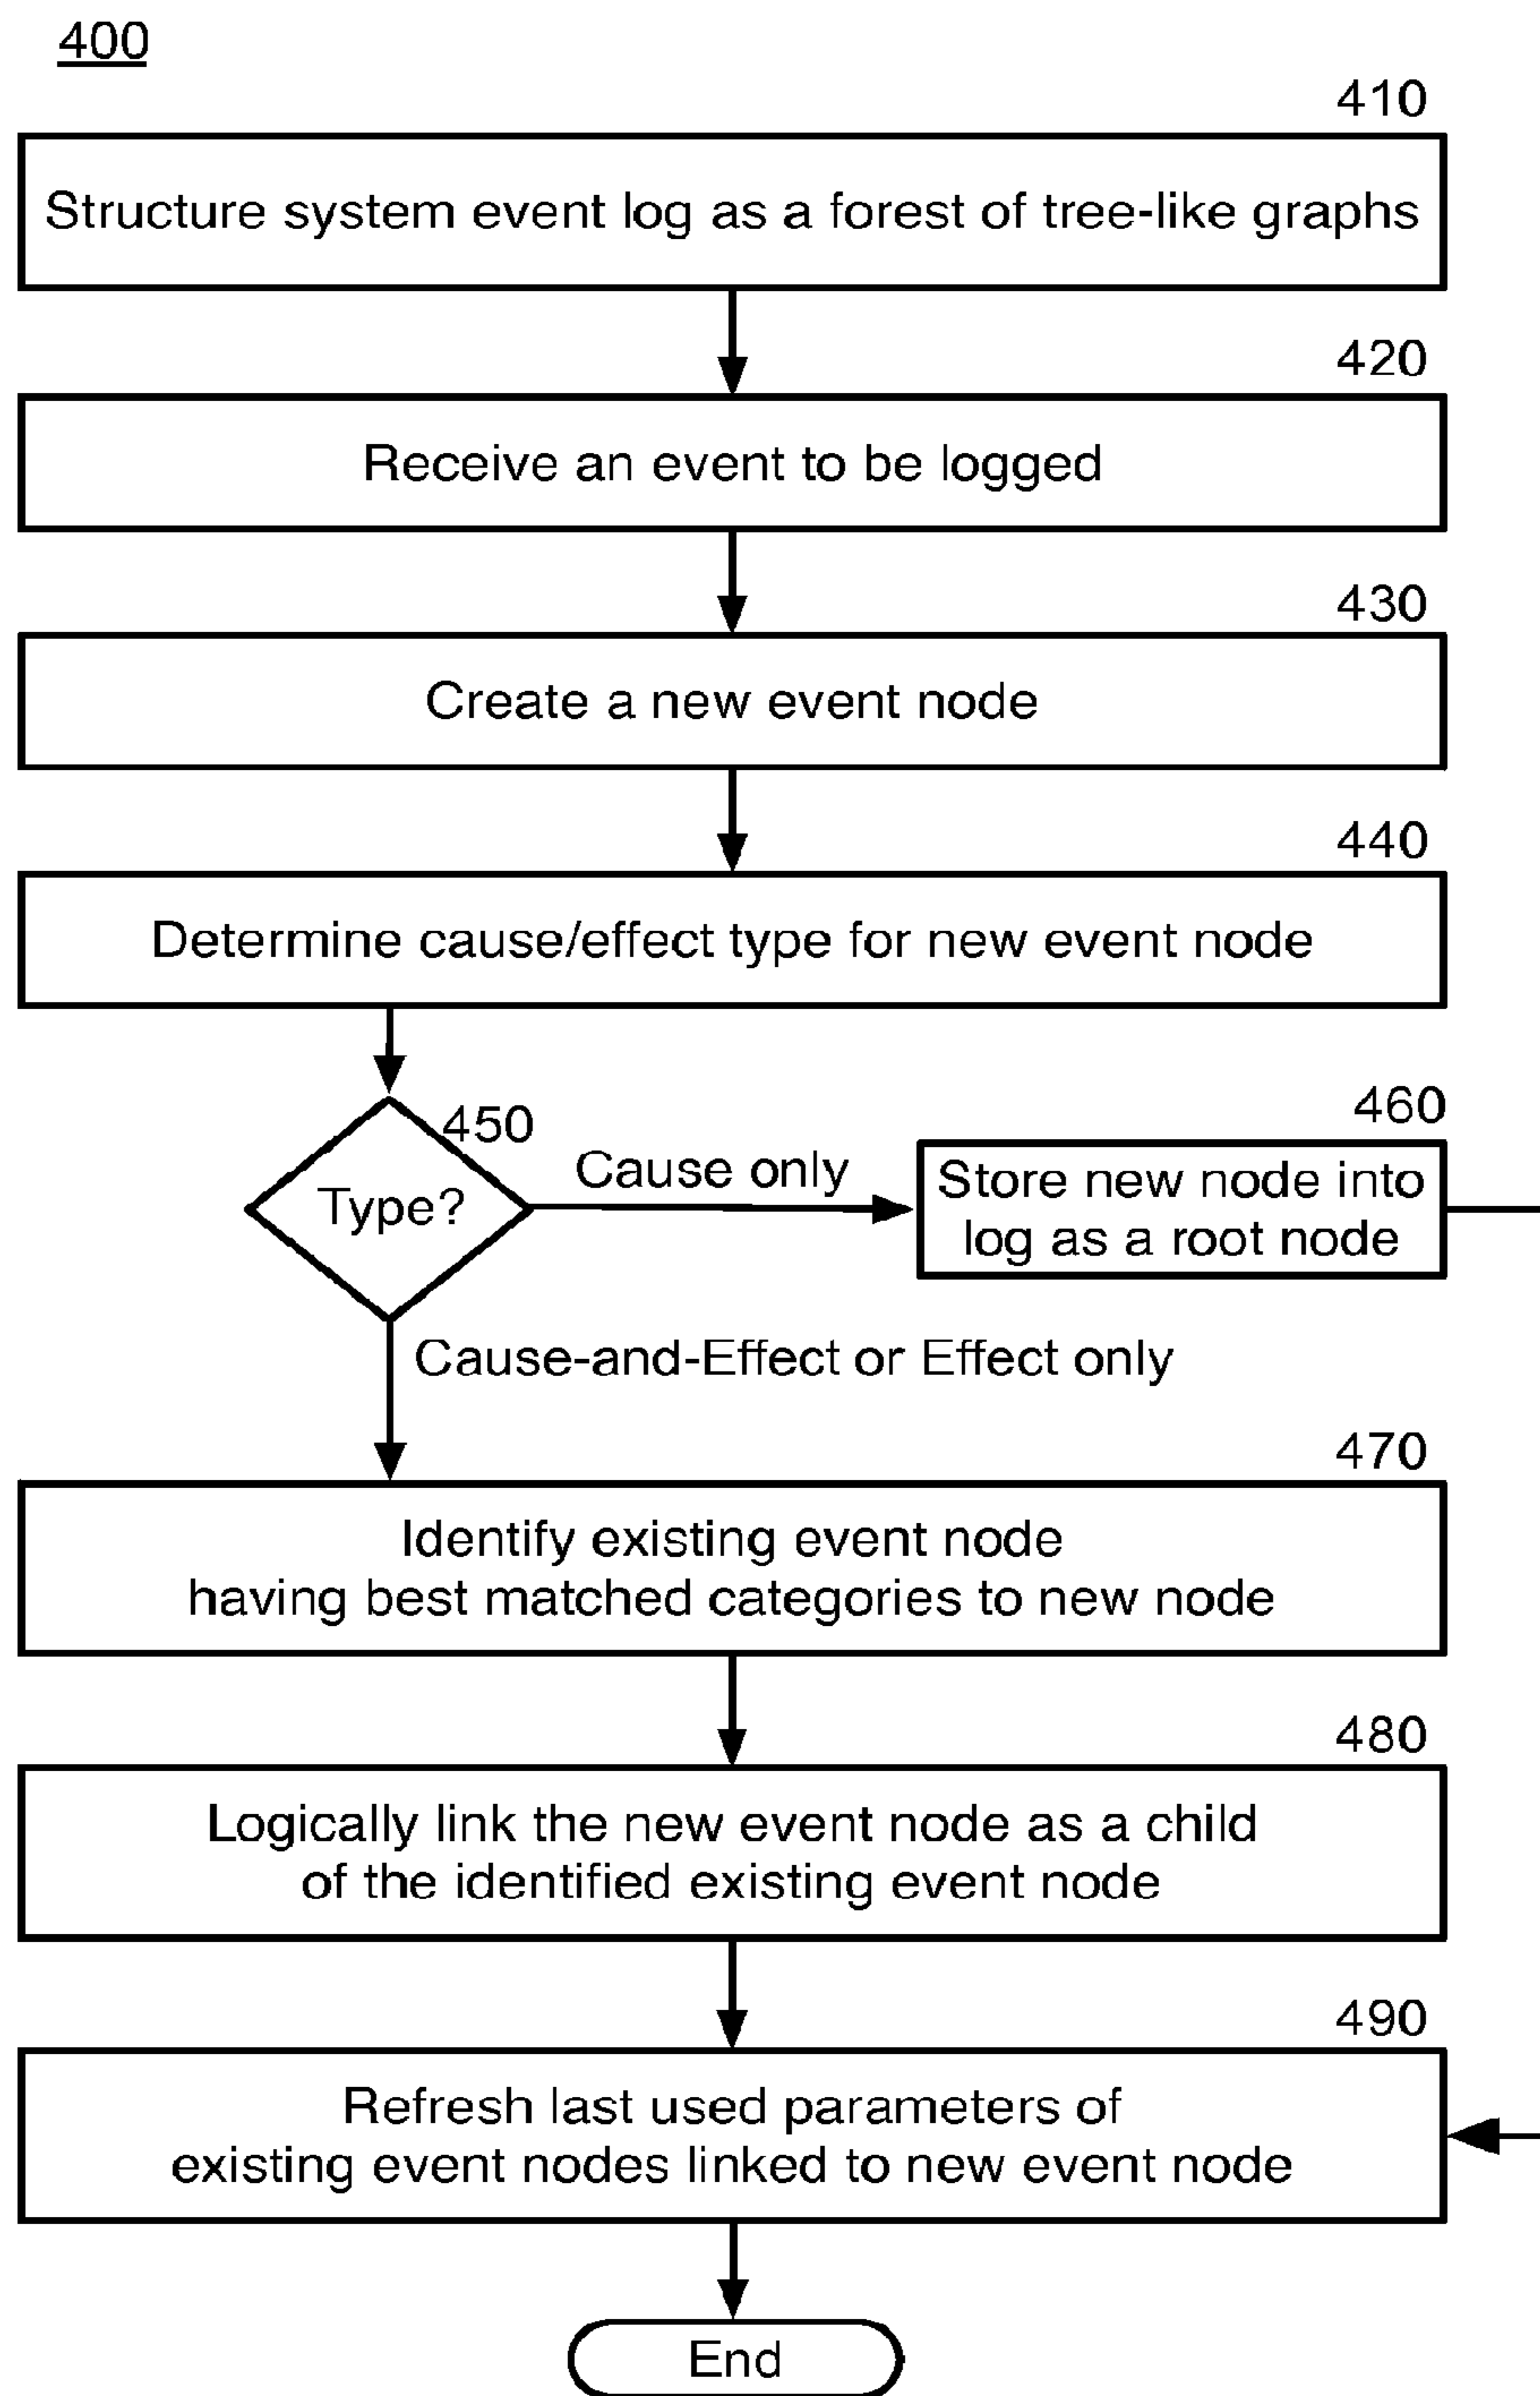 400
410
Structure system event log as a forest of tree-like graphs
420
Receive an event to be logged
430
Create a new event node
440
Determine cause/effect type for new event node
450
Type?
Cause only
460
Store new node into
log as a root node
Cause-and-Effect or Effect only
470
Identify existing event node
having best matched categories to new node
480
Logically link the new event node as a child
of the identified existing event node
490
Refresh last used parameters of
existing event nodes linked to new event node
End